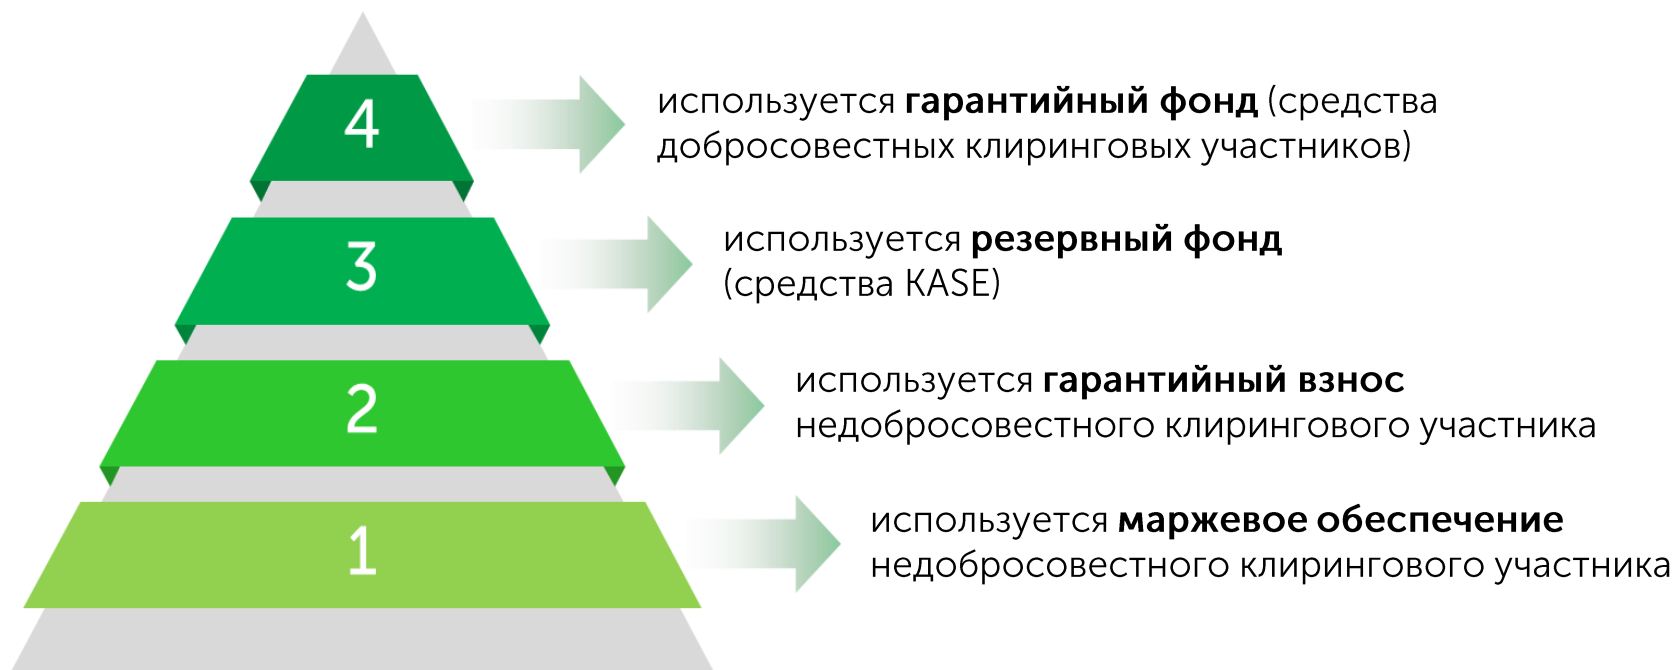 4
используется гарантийный фонд (средства
добросовестных клиринговых участников)
3
используется резервный фонд
(средства KASE)
2
используется гарантийный взнос
недобросовестного клирингового участника
1
используется маржевое обеспечение
недобросовестного клирингового участника